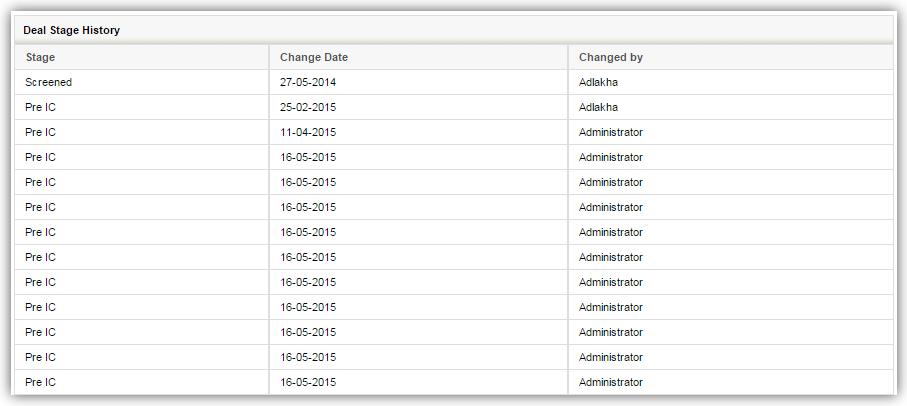 Deal Stage History
Stage Change Date Changed by
Screened 27-05-2014 Adlakha
Pre IC 25-02-2015 Adlakha
Pre IC 11-04-2015 Administrator
Pre IC 16-05-2015 Administrator
Pre IC 16-05-2015 Administrator
Pre IC 16-05-2015 Administrator
Pre IC 16-05-2015 Administrator
Pre IC 16-05-2015 Administrator
Pre IC 16-05-2015 Administrator
Pre IC 16-05-2015 Administrator
Pre IC 16-05-2015 Administrator
Pre IC 16-05-2015 Administrator
Pre IC 16-05-2015 Administrator